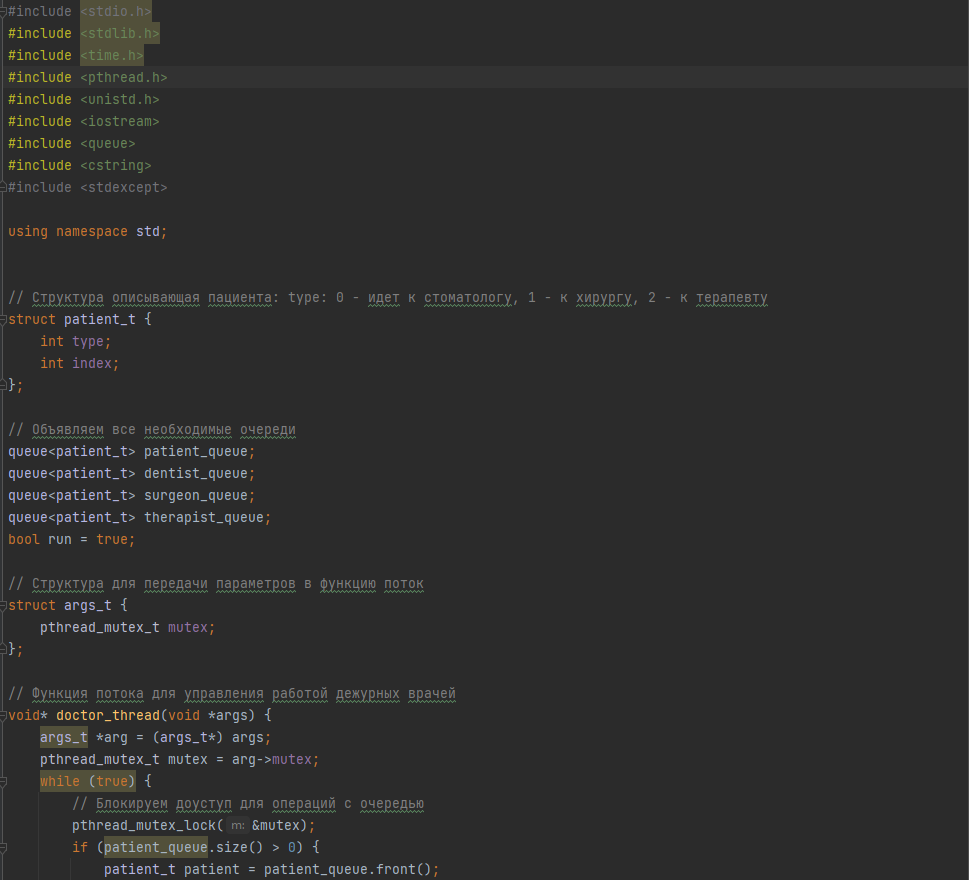 #include <stdio.h>
#include <stdlib.h>
#include <time.h>
#include <pthread.h>
#include <unistd.h>
#include <iostream>
#include <queue>
#include <cstring>
#include <stdexcept>
using namespace std;
// Структура описывающая пациента: type: 0 - идет к стоматологу, 1 - к хирургу, 2 - к терапевту
struct patient_t {
    int type;
    int index;
};
// Объявляем все необходимые очереди
queue<patient_t> patient_queue;
queue<patient_t> dentist_queue;
queue<patient_t> surgeon_queue;
queue<patient_t> therapist_queue;
bool run = true;
// Структура для передачи параметров в функцию поток
struct args_t {
    pthread_mutex_t mutex;
};
// Функция потока для управления работой дежурных врачей
void* doctor_thread(void *args) {
    args_t *arg = (args_t*) args;
    pthread_mutex_t mutex = arg->mutex;
    while (true) {
        // Блокируем доуступ для операций с очередью
        pthread_mutex_lock( m: &mutex);
        if (patient_queue.size() > 0) {
            patient_t patient = patient_queue.front();